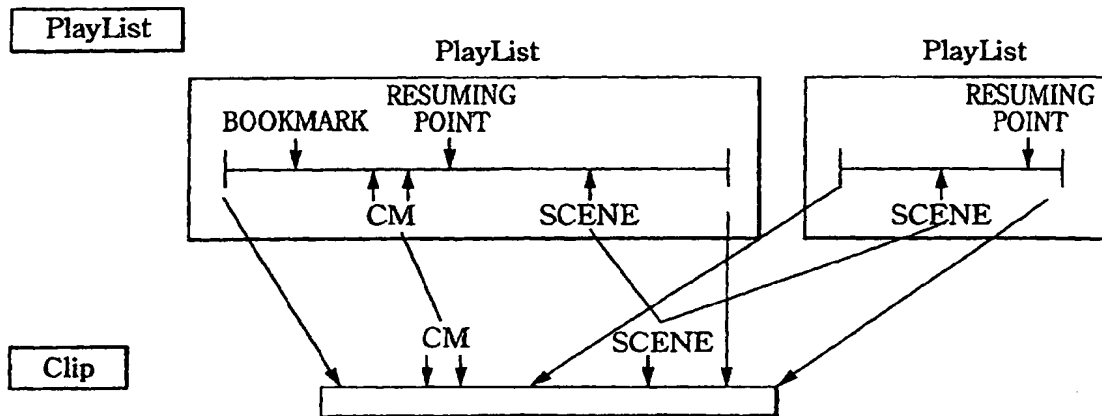 PlayList
PlayList
PlayList
RESUMING
POINT
BOOKMARK
RESUMING
POINT
CM
SCENE
SCENE
CM
SCENE
Clip